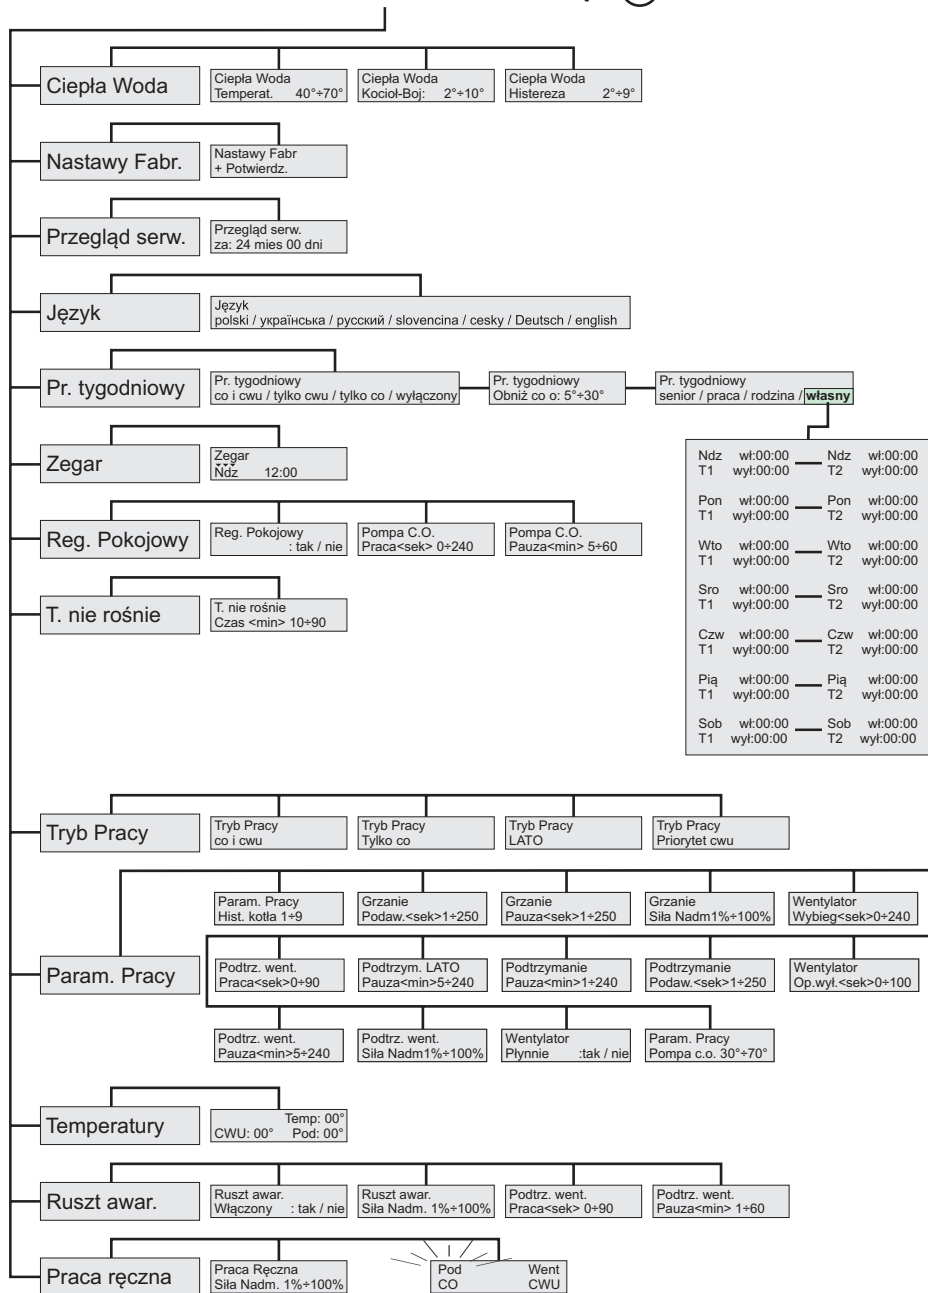 Ciepła Woda
Ciepła Woda
Temperat. 40°÷70°
Ciepła Woda
Kocioł-Boj: 2°÷10°
Ciepła Woda
Histereza 2°÷9°
Nastawy Fabr.
Nastawy Fabr
+ Potwierdz.
Przegląd serw.
Przegląd serw.
za: 24 mies 00 dni
Język
Język
polski / українська / русский / slovencina / cesky / Deutsch / english
Pr. tygodniowy
Pr. tygodniowy
co i cwu / tylko cwu / tylko co / wyłączony
Pr. tygodniowy
Obniż co o: 5°÷30°
Pr. tygodniowy
senior / praca / rodzina / własny
Ndz wł:00:00 Ndz wł:00:00
T1 wył:00:00 T2 wył:00:00
Pon wł:00:00 Pon wł:00:00
T1 wył:00:00 T2 wył:00:00
Wto wł:00:00 Wto wł:00:00
T1 wył:00:00 T2 wył:00:00
Sro wł:00:00 Sro wł:00:00
T1 wył:00:00 T2 wył:00:00
Czw wł:00:00 Czw wł:00:00
T1 wył:00:00 T2 wył:00:00
Pią wł:00:00 Pią wł:00:00
T1 wył:00:00 T2 wył:00:00
Sob wł:00:00 Sob wł:00:00
T1 wył:00:00 T2 wył:00:00
Zegar
Zegar
Ndz 12:00
Reg. Pokojowy
Reg. Pokojowy
: tak / nie
Pompa C.O.
Praca<sek> 0÷240
Pompa C.O.
Pauza<min> 5÷60
T. nie rośnie
T. nie rośnie
Czas <min> 10÷90
Tryb Pracy
Tryb Pracy
co i cwu
Tryb Pracy
Tylko co
Tryb Pracy
LATO
Tryb Pracy
Priorytet cwu
Param. Pracy
Param. Pracy
Hist. kotła 1÷9
Grzanie
Podaw.<sek>1÷250
Grzanie
Pauza<sek>1÷250
Grzanie
Siła Nadm1%÷100%
Wentylator
Wybieg<sek>0÷240
Podtrz. went.
Praca<sek>0÷90
Podtrzym. LATO
Pauza<min>5÷240
Podtrzymanie
Pauza<min>1÷240
Podtrzymanie
Podaw.<sek>1÷250
Wentylator
Op.wył.<sek>0÷100
Podtrz. went.
Pauza<min>5÷240
Podtrz. went.
Siła Nadm1%÷100%
Wentylator
Płynnie :tak / nie
Param. Pracy
Pompa c.o. 30°÷70°
Temperatury
Temp: 00°
CWU: 00° Pod: 00°
Ruszt awar.
Ruszt awar.
Włączony : tak / nie
Ruszt awar.
Siła Nadm. 1%÷100%
Podtrz. went.
Praca<sek> 0÷90
Podtrz. went.
Pauza<min> 1÷60
Praca ręczna
Praca Ręczna
Siła Nadm. 1%÷100%
Pod Went
CO CWU